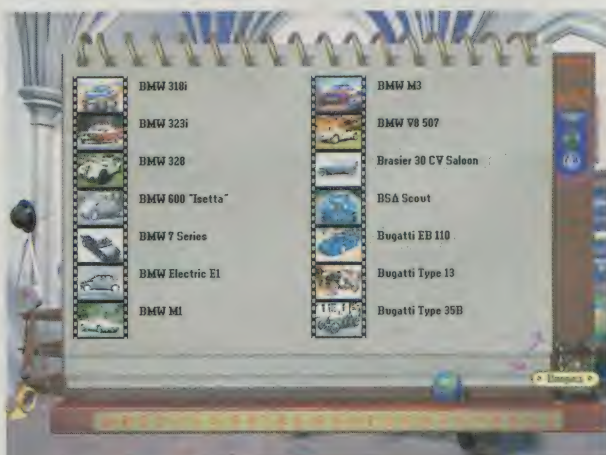 BMW 318i
BMW 323i
BMW 328
BMW 600 "Isetta"
BMW 7 Series
BMW Electric E1
BMW M1
BMW M3
BMW V8 507
Brasier 30 CV Saloon
BSA Scout
Bugatti EB 110
Bugatti Type 13
Bugatti Type 35B